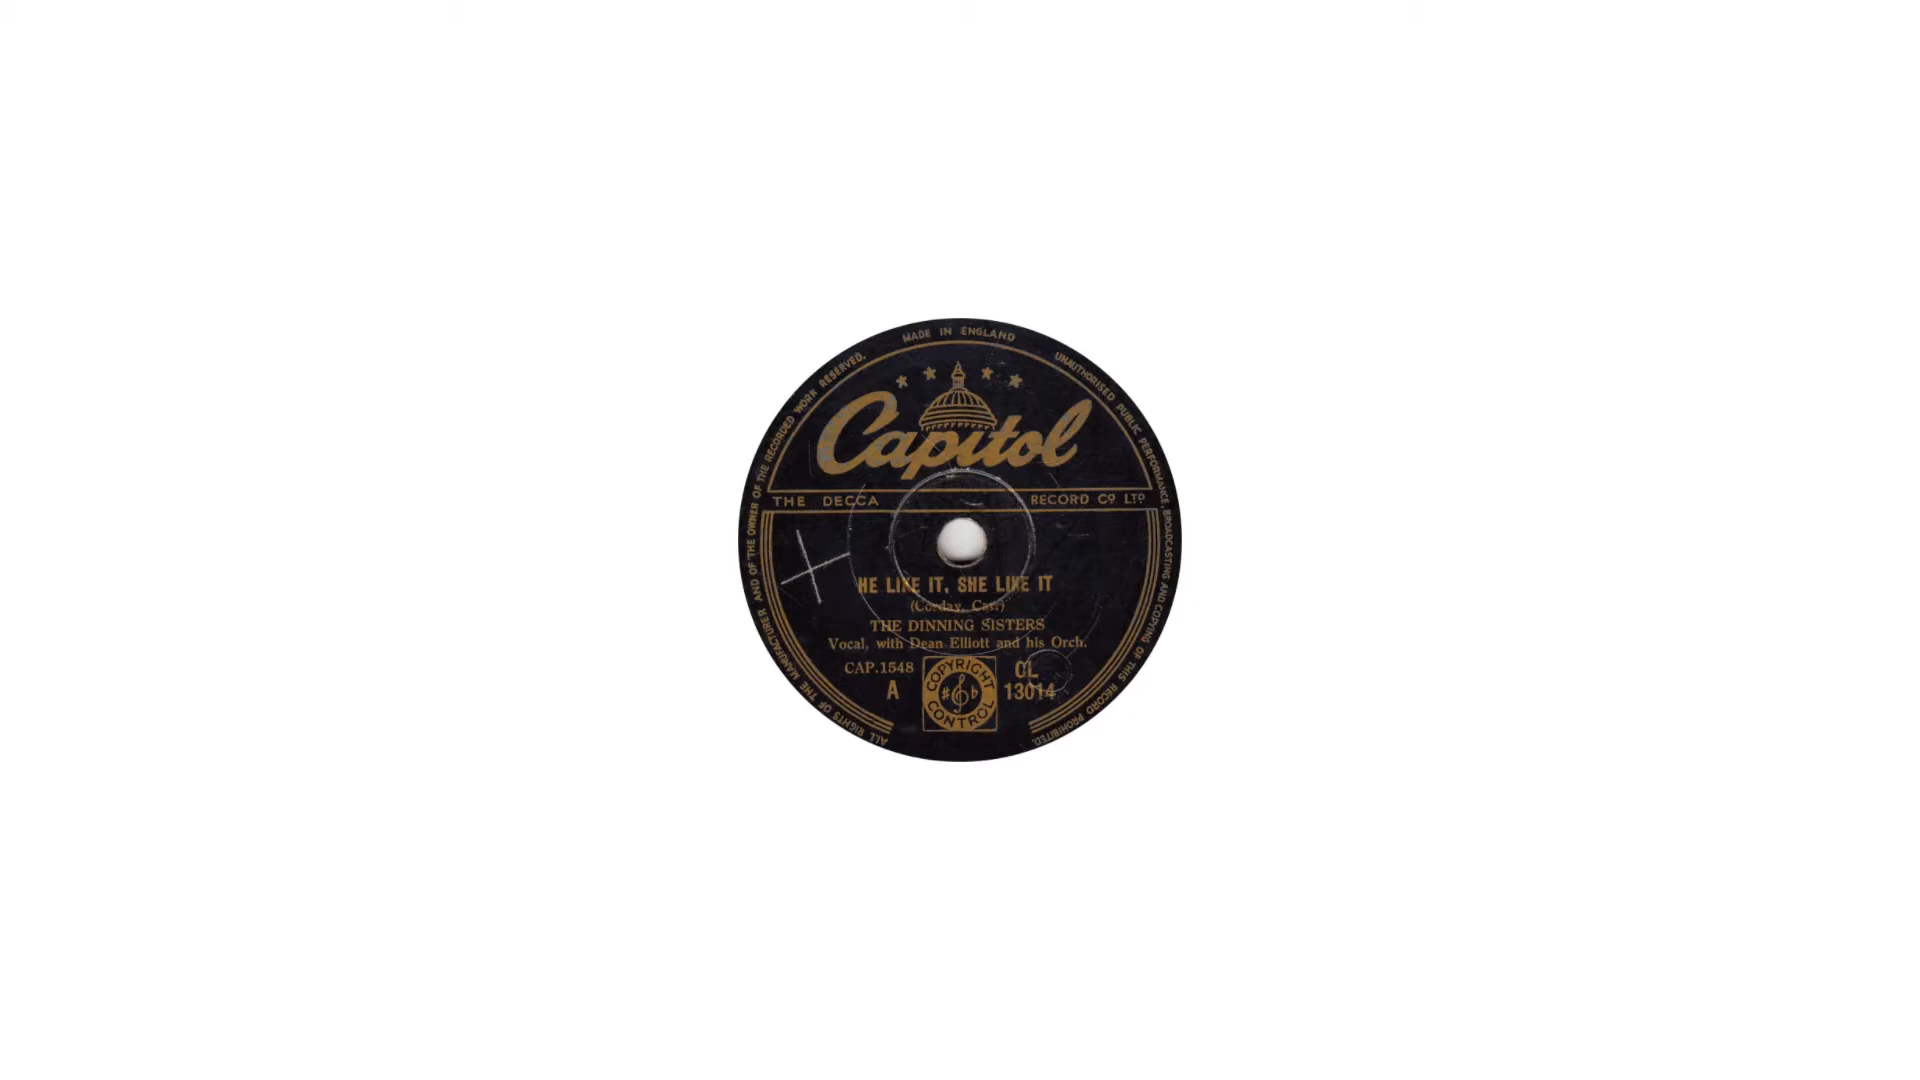 MADE IN ENGLAND
ALL RIGHTS OF THE MANUFACTURER AND OF THE OWNER OF THE RECORDED WORK RESERVED.
UNAUTHORISED PUBLIC PERFORMANCE, BROADCASTING AND COPYING OF THIS RECORD PROHIBITED.
Capitol
THE DECCA RECORD CO LTD
HE LIKE IT, SHE LIKE IT
(Corday, Carr)
THE DINNING SISTERS
Vocal, with Dean Elliott and his Orch.
CAP.1548 CL
A 13014
COPYRIGHT
CONTROL